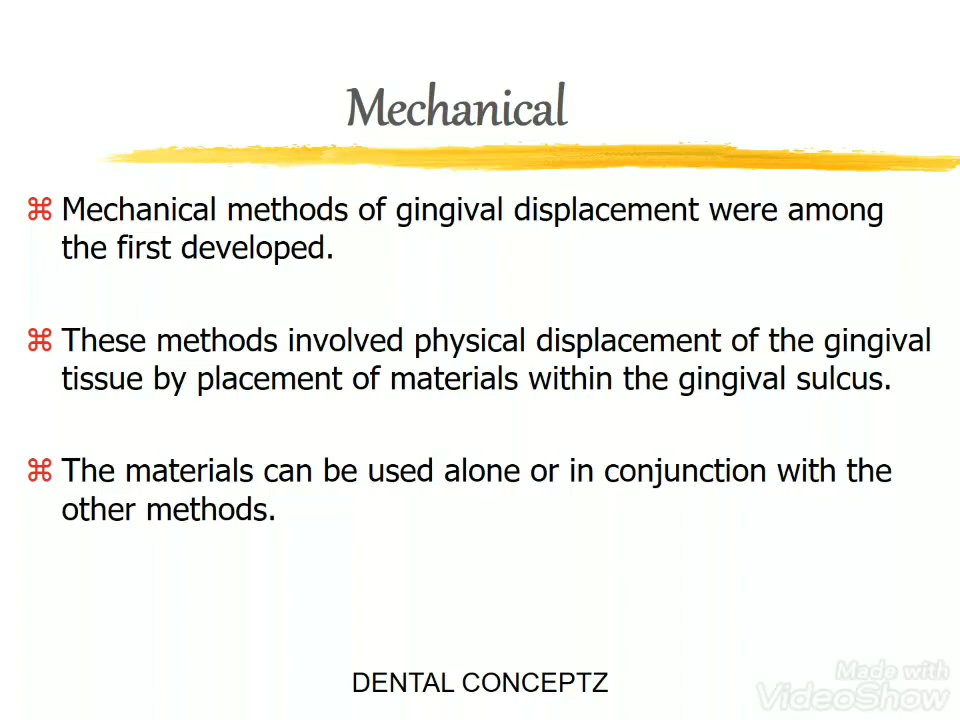 Mechanical
⌘ Mechanical methods of gingival displacement were among
the first developed.
⌘ These methods involved physical displacement of the gingival
tissue by placement of materials within the gingival sulcus.
⌘ The materials can be used alone or in conjunction with the
other methods.
DENTAL CONCEPTZ
Made with
VideoShow